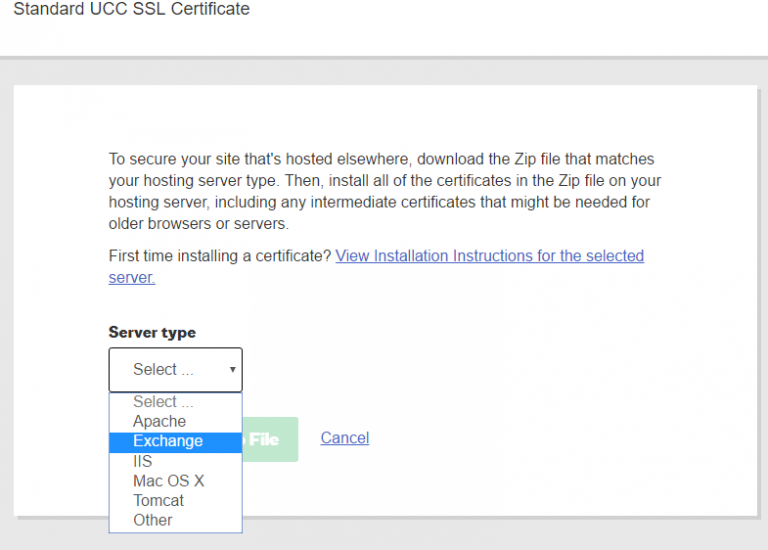 Standard UCC SSL Certificate
To secure your site that's hosted elsewhere, download the Zip file that matches
your hosting server type. Then, install all of the certificates in the Zip file on your
hosting server, including any intermediate certificates that might be needed for
older browsers or servers.
First time installing a certificate? View Installation Instructions for the selected
server.
Server type
Select ...
Select ...
Apache
Exchange
File
Cancel
IIS
Mac OS X
Tomcat
Other